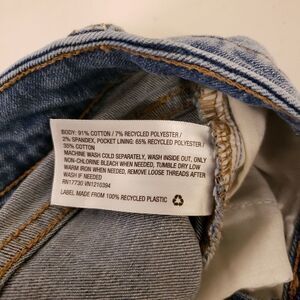 BODY: 91% COTTON / 7% RECYCLED POLYESTER /
2% SPANDEX, POCKET LINING: 65% RECYCLED POLYESTER /
35% COTTON
MACHINE WASH COLD SEPARATELY, WASH INSIDE OUT, ONLY
NON-CHLORINE BLEACH WHEN NEEDED, TUMBLE DRY LOW
WARM IRON WHEN NEEDED, REMOVE LOOSE THREADS AFTER
WASH IF NEEDED
RN17730 VN1210394
LABEL MADE FROM 100% RECYCLED PLASTIC